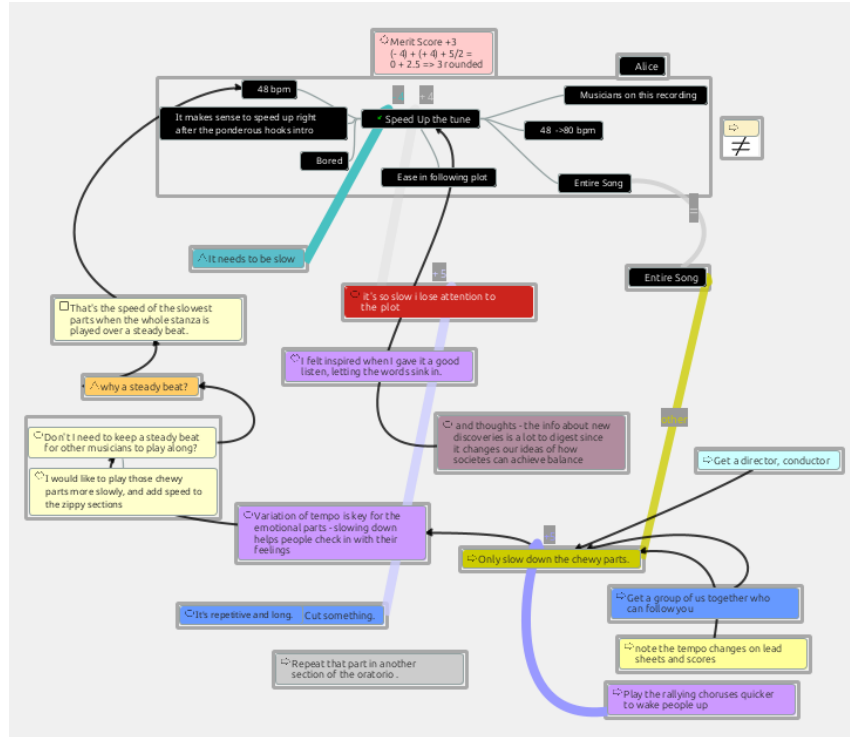 Merit Score +3
(- 4) + (+ 4) + 5/2 =
0 + 2.5 => 3 rounded
Alice
48 bpm
Musicians on this recording
It makes sense to speed up right
after the ponderous hooks intro
Speed Up the tune
+ 4
48 ->80 bpm
≠
Bored
Ease in following plot
Entire Song
=
It needs to be slow
+ 5
Entire Song
it's so slow i lose attention to
the plot
That's the speed of the slowest
parts when the whole stanza is
played over a steady beat.
I felt inspired when I gave it a good
listen, letting the words sink in.
why a steady beat?
and thoughts - the info about new
discoveries is a lot to digest since
it changes our ideas of how
societes can achieve balance
other
Don't I need to keep a steady beat
for other musicians to play along?
Get a director, conductor
I would like to play those chewy
parts more slowly, and add speed to
the zippy sections
Variation of tempo is key for the
emotional parts - slowing down
helps people check in with their
feelings
Only slow down the chewy parts.
Get a group of us together who
can follow you
It's repetitive and long.
Cut something.
note the tempo changes on lead
sheets and scores
Repeat that part in another
section of the oratorio .
Play the rallying choruses quicker
to wake people up